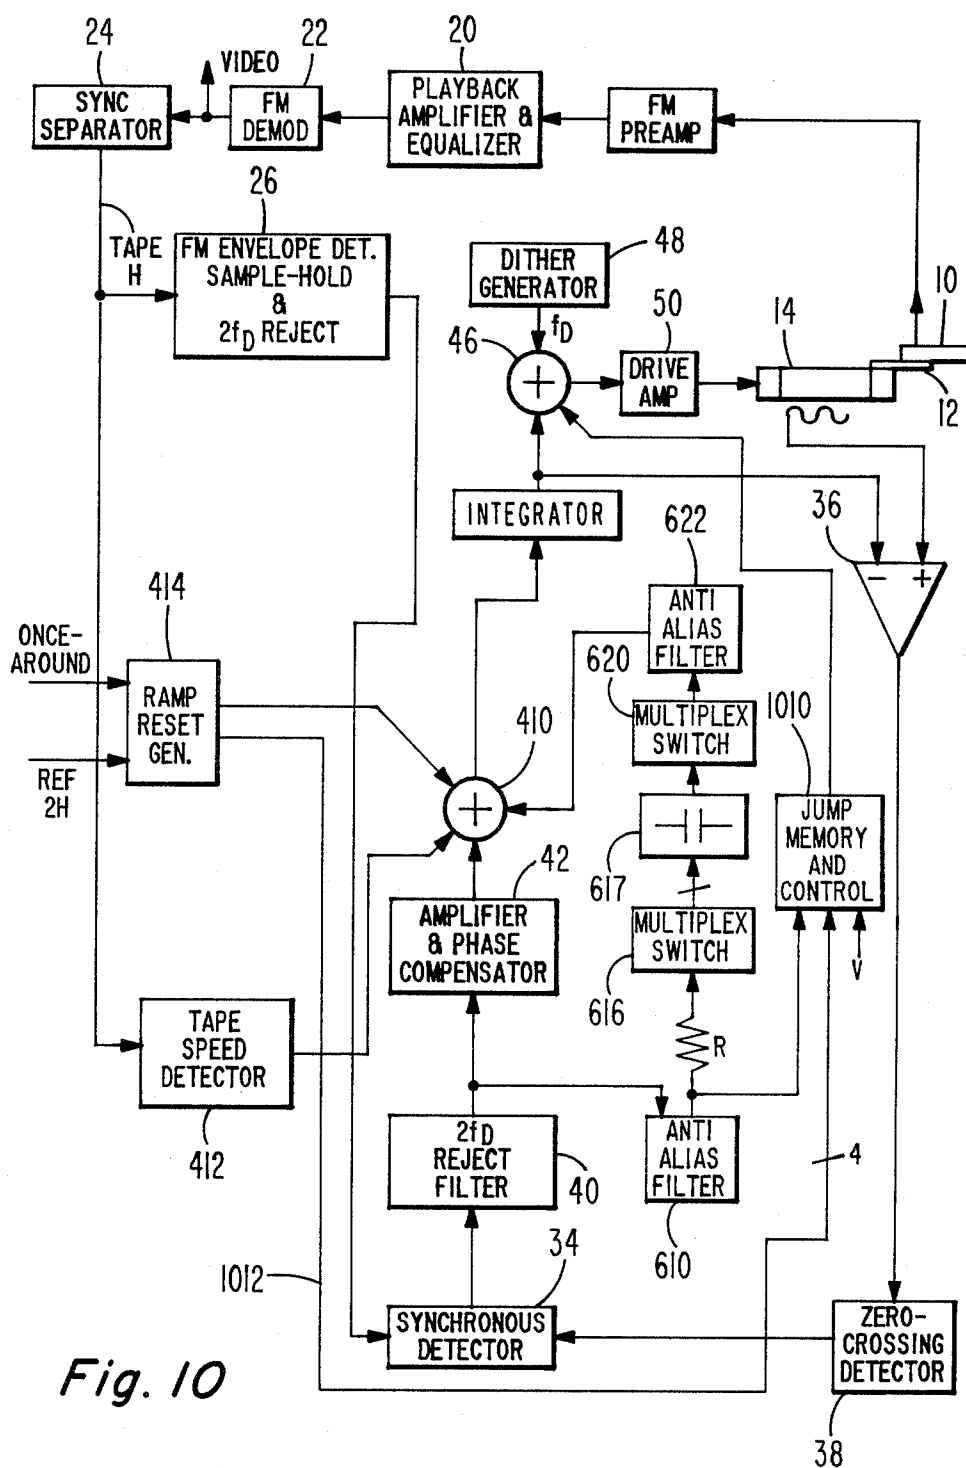 24
VIDEO
22
20
SYNC
SEPARATOR
FM
DEMOD
PLAYBACK
AMPLIFIER &
EQUALIZER
FM
PREAMP
26
TAPE
H
FM ENVELOPE DET.
SAMPLE-HOLD
&
2fD REJECT
DITHER
GENERATOR
48
fD
46
+
50
DRIVE
AMP
14
10
12
INTEGRATOR
622
36
- +
414
ONCE-
AROUND
RAMP
RESET
GEN.
REF
2H
ANTI
ALIAS
FILTER
620
MULTIPLEX
SWITCH
1010
410
+
617
JUMP
MEMORY
AND
CONTROL
V
42
AMPLIFIER
& PHASE
COMPENSATOR
MULTIPLEX
SWITCH
616
R
TAPE
SPEED
DETECTOR
412
2fD
REJECT
FILTER
40
ANTI
ALIAS
FILTER
610
4
1012
34
SYNCHRONOUS
DETECTOR
ZERO-
CROSSING
DETECTOR
38
Fig. 10